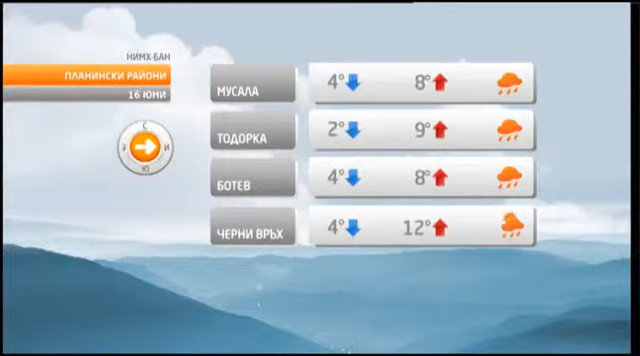 НИМХ-БАН
ПЛАНИНСКИ РАЙОНИ
16 ЮНИ
С
З И
Ю
МУСАЛА 4° 8°
ТОДОРКА 2° 9°
БОТЕВ 4° 8°
ЧЕРНИ ВРЪХ 4° 12°